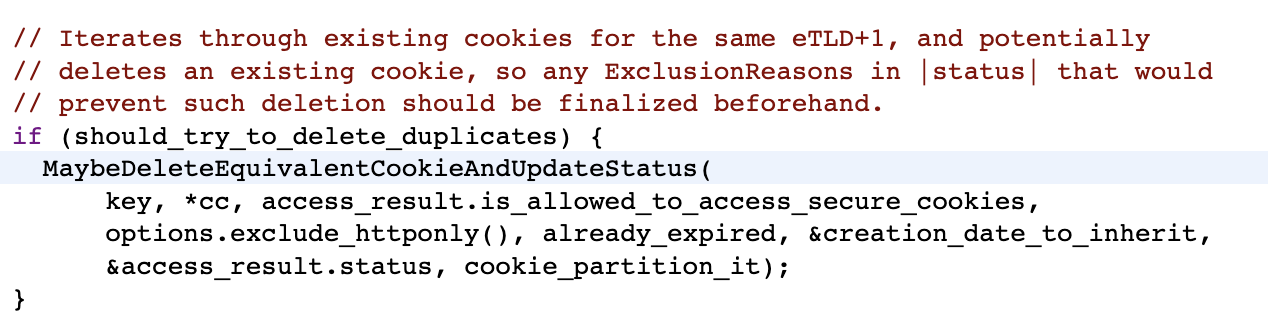 // Iterates through existing cookies for the same eTLD+1, and potentially
// deletes an existing cookie, so any ExclusionReasons in |status| that would
// prevent such deletion should be finalized beforehand.
if (should_try_to_delete_duplicates) {
  MaybeDeleteEquivalentCookieAndUpdateStatus(
      key, *cc, access_result.is_allowed_to_access_secure_cookies,
      options.exclude_httponly(), already_expired, &creation_date_to_inherit,
      &access_result.status, cookie_partition_it);
}